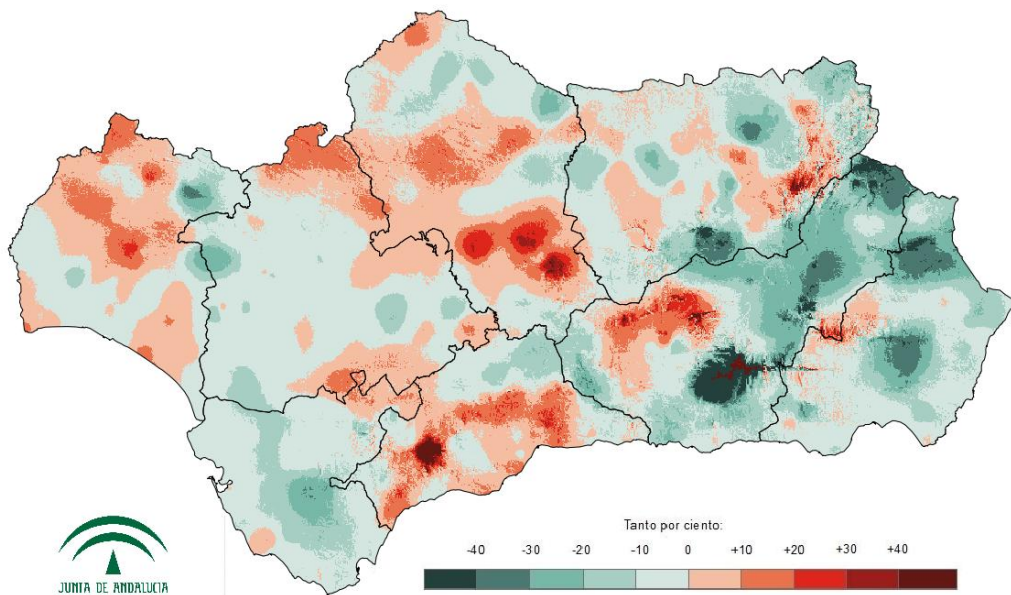 Tanto por ciento:
-40 -30 -20 -10 0 +10 +20 +30 +40
JUNTA DE ANDALUCIA